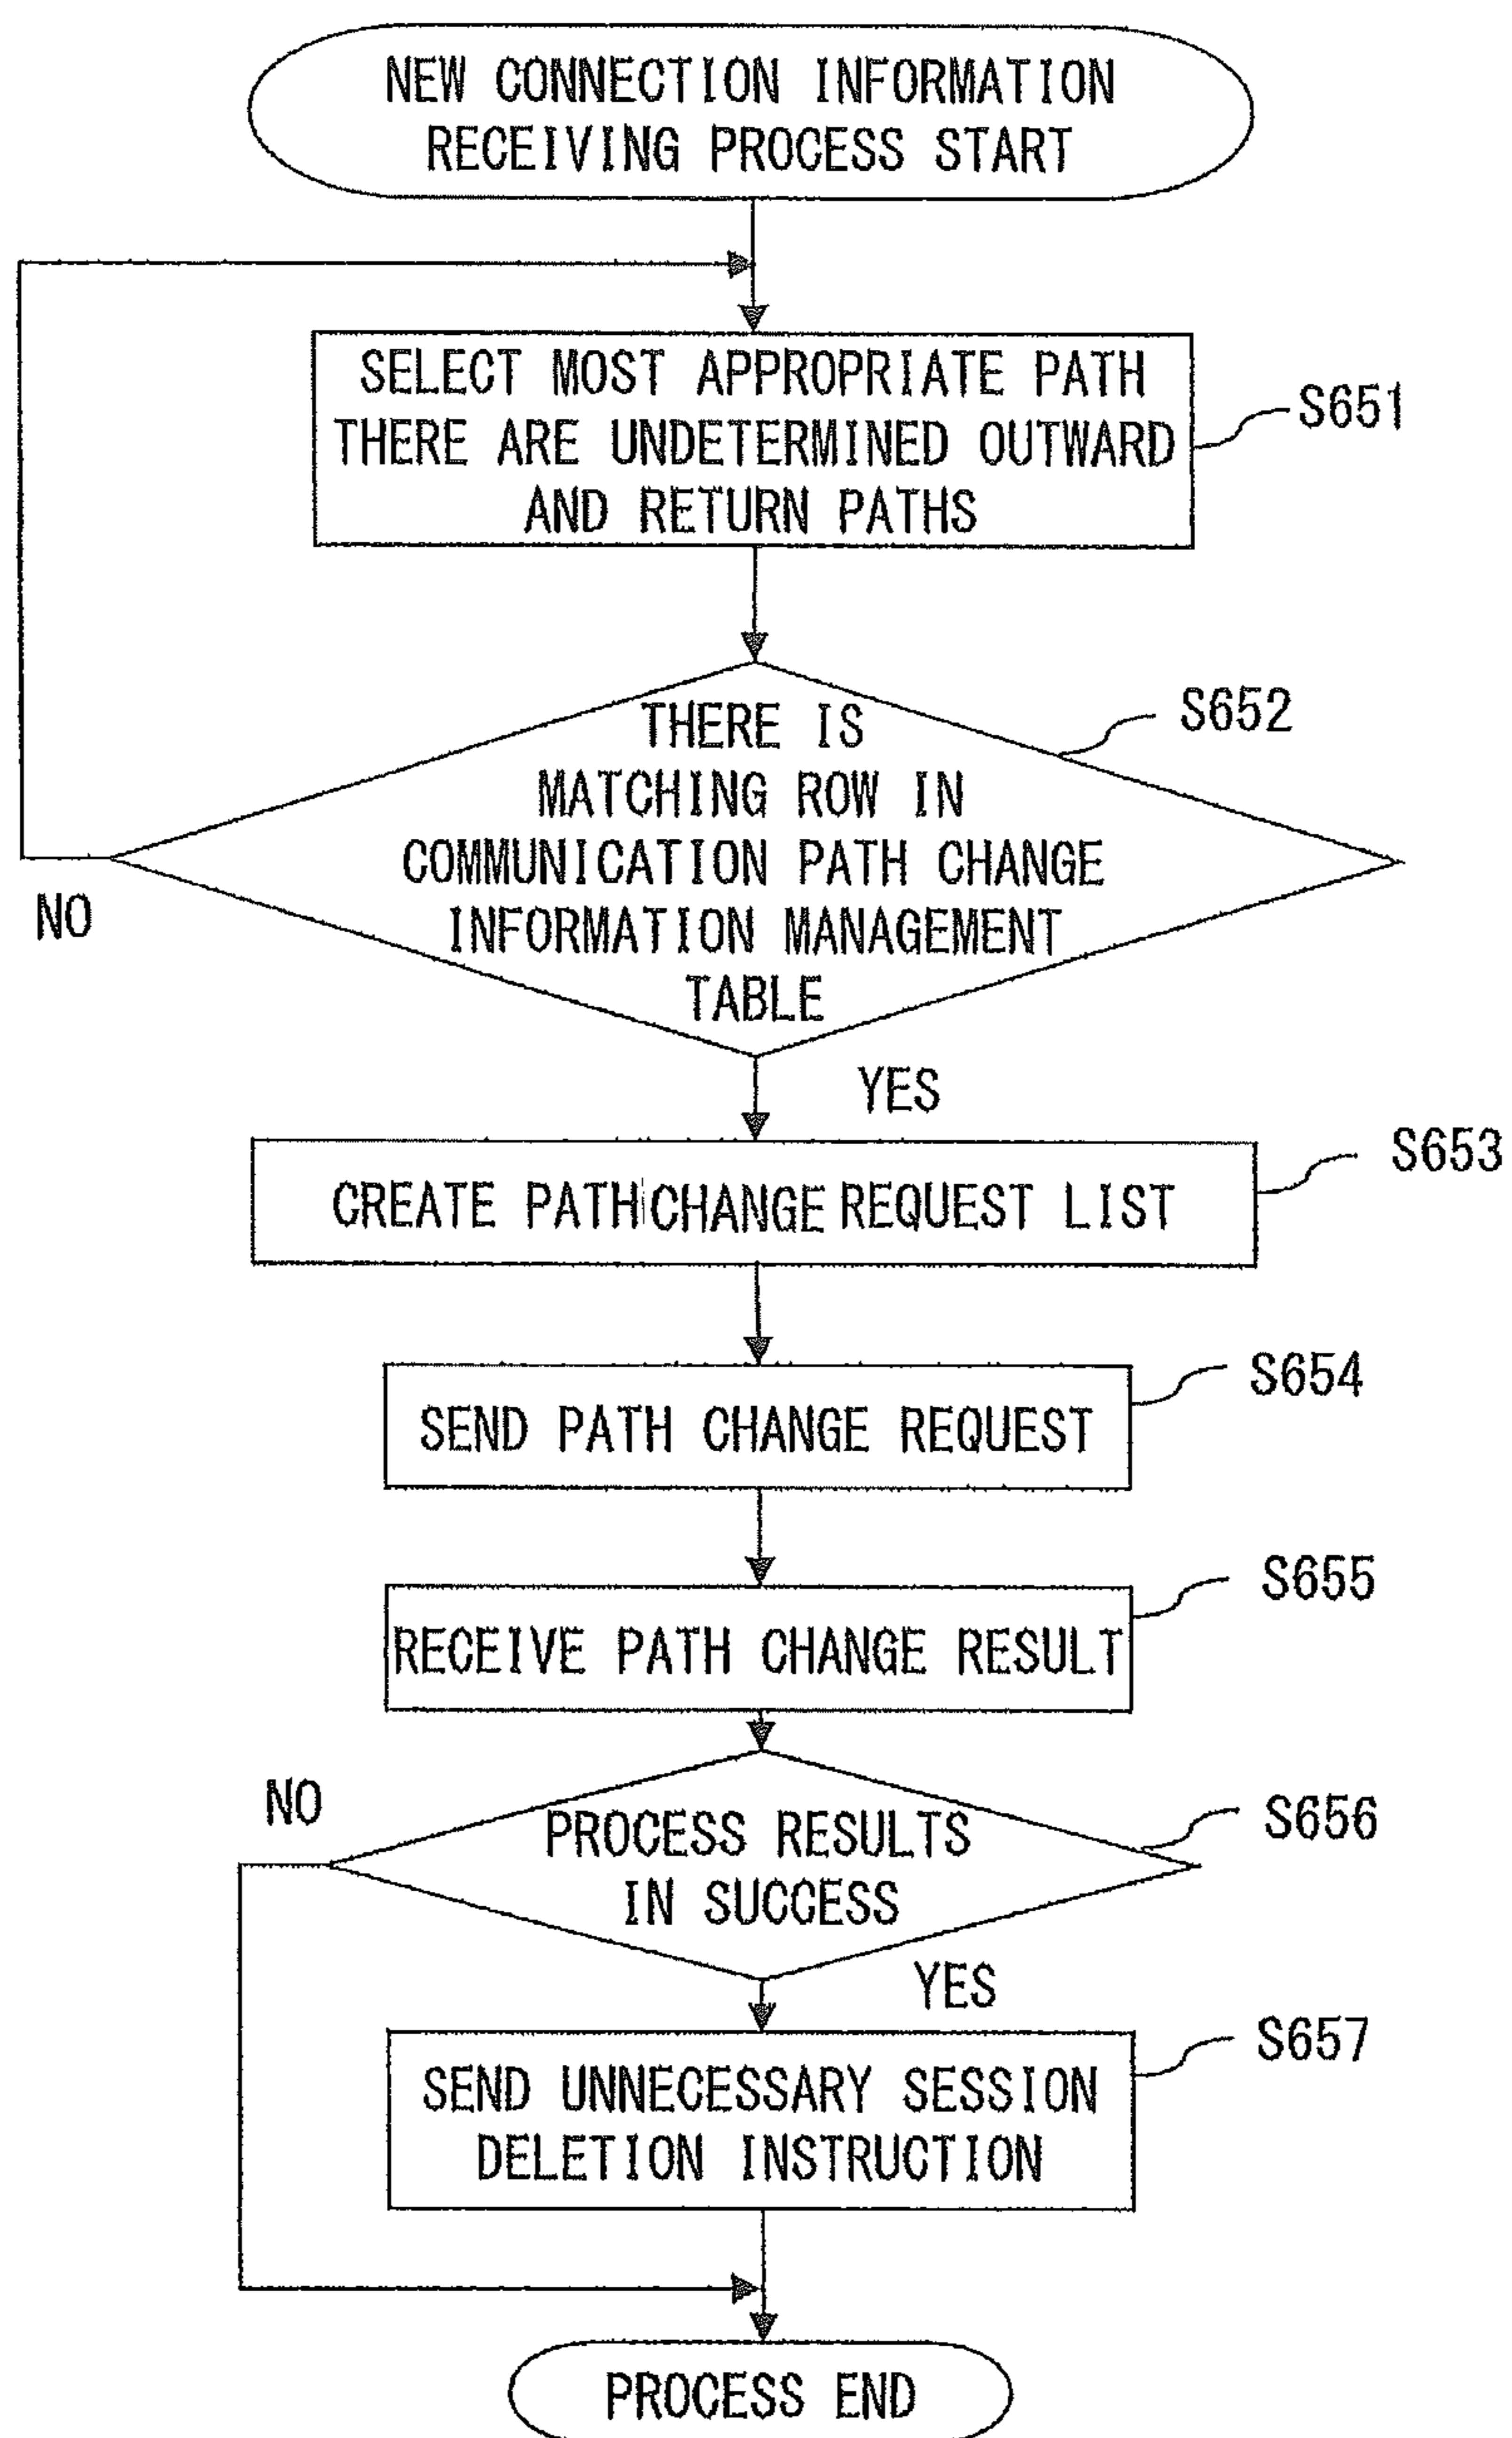 NEW CONNECTION INFORMATION
RECEIVING PROCESS START
SELECT MOST APPROPRIATE PATH
THERE ARE UNDETERMINED OUTWARD
AND RETURN PATHS
S651
THERE IS
MATCHING ROW IN
COMMUNICATION PATH CHANGE
INFORMATION MANAGEMENT
TABLE
S652
NO
YES
CREATE PATH CHANGE REQUEST LIST
S653
SEND PATH CHANGE REQUEST
S654
RECEIVE PATH CHANGE RESULT
S655
NO
PROCESS RESULTS
IN SUCCESS
S656
YES
SEND UNNECESSARY SESSION
DELETION INSTRUCTION
S657
PROCESS END